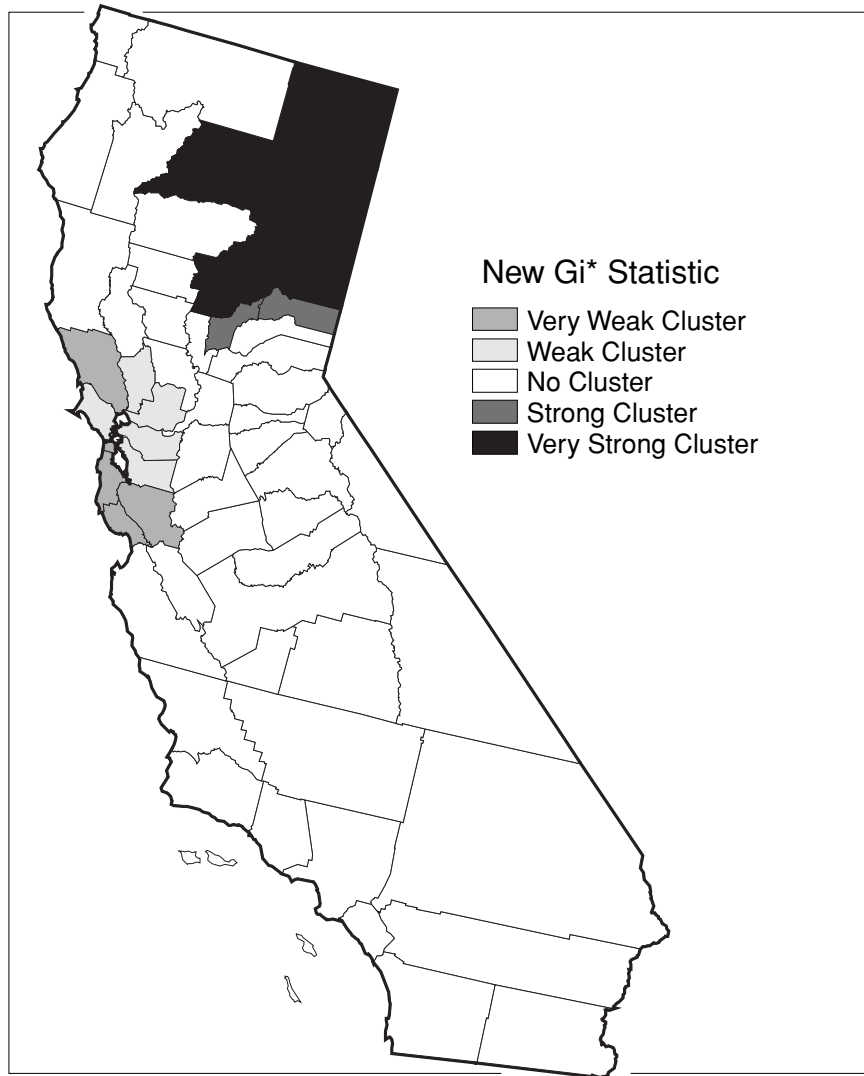 New Gi* Statistic
Very Weak Cluster
Weak Cluster
No Cluster
Strong Cluster
Very Strong Cluster